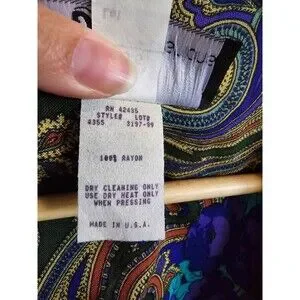 RN 42435
STYLE# LOT#
4355 3197-99
100% RAYON
DRY CLEANING ONLY
USE DRY HEAT ONLY
WHEN PRESSING
MADE IN U.S.A.